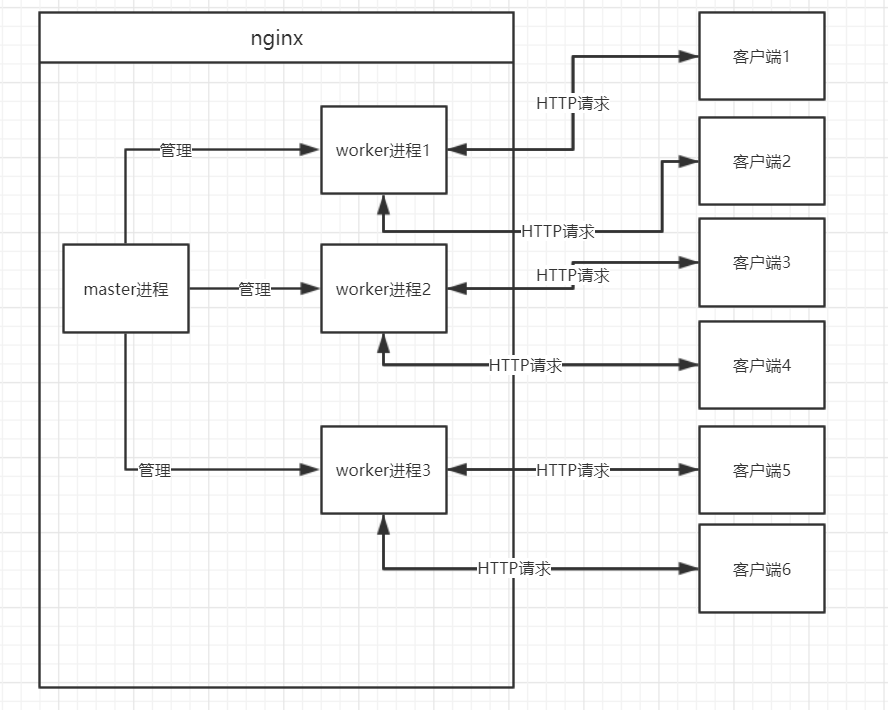 nginx
客户端1
HTTP请求
管理
worker进程1
客户端2
HTTP请求
客户端3
HTTP请求
master进程
管理
worker进程2
HTTP请求
客户端4
管理
worker进程3
HTTP请求
客户端5
HTTP请求
客户端6